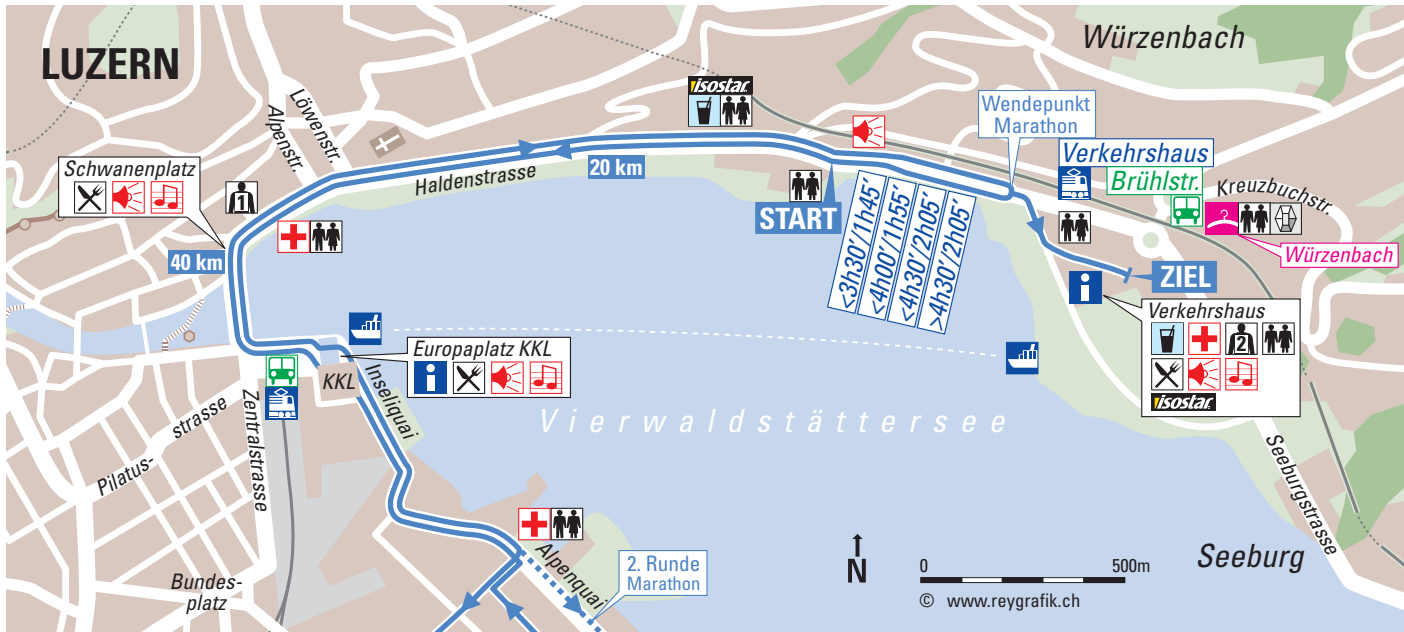 LUZERN
Würzenbach
Löwenstr.
Alpenstr.
isostar
Wendepunkt
Marathon
Schwanenplatz
1
Haldenstrasse
20 km
START
<3h30’/1h45’
<4h00’/1h55’
<4h30’/2h05’
>4h30’/2h05’
Verkehrshaus
Brühlstr.
Kreuzbuchstr.
Würzenbach
40 km
ZIEL
i
Verkehrshaus
2
isostar
Europaplatz KKL
i
KKL
Inseliquai
Vierwaldstättersee
Zentralstrasse
Pilatus-
strasse
Seeburgstrasse
Alpenquai
2. Runde
Marathon
Bundes-
platz
N
0
500m
© www.reygrafik.ch
Seeburg